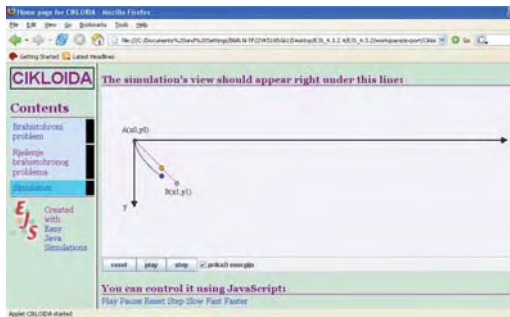 Home page for CIKLOIDA - Mozilla Firefox
File Edit View Go Bookmarks Tools Help
Getting Started Latest Headlines
CIKLOIDA
Contents
Brahistohroni
problem
Rješenje
brahistohronog
problema
Simulation
Created
with
Easy
Java
Simulations
EJS
The simulation's view should appear right under this line:
A(x0,y0)
B(x1,y1)
y
reset play step prikaži energije
You can control it using JavaScript:
Play Pause Reset Step Slow Fast Faster
Applet CIKLOIDA started